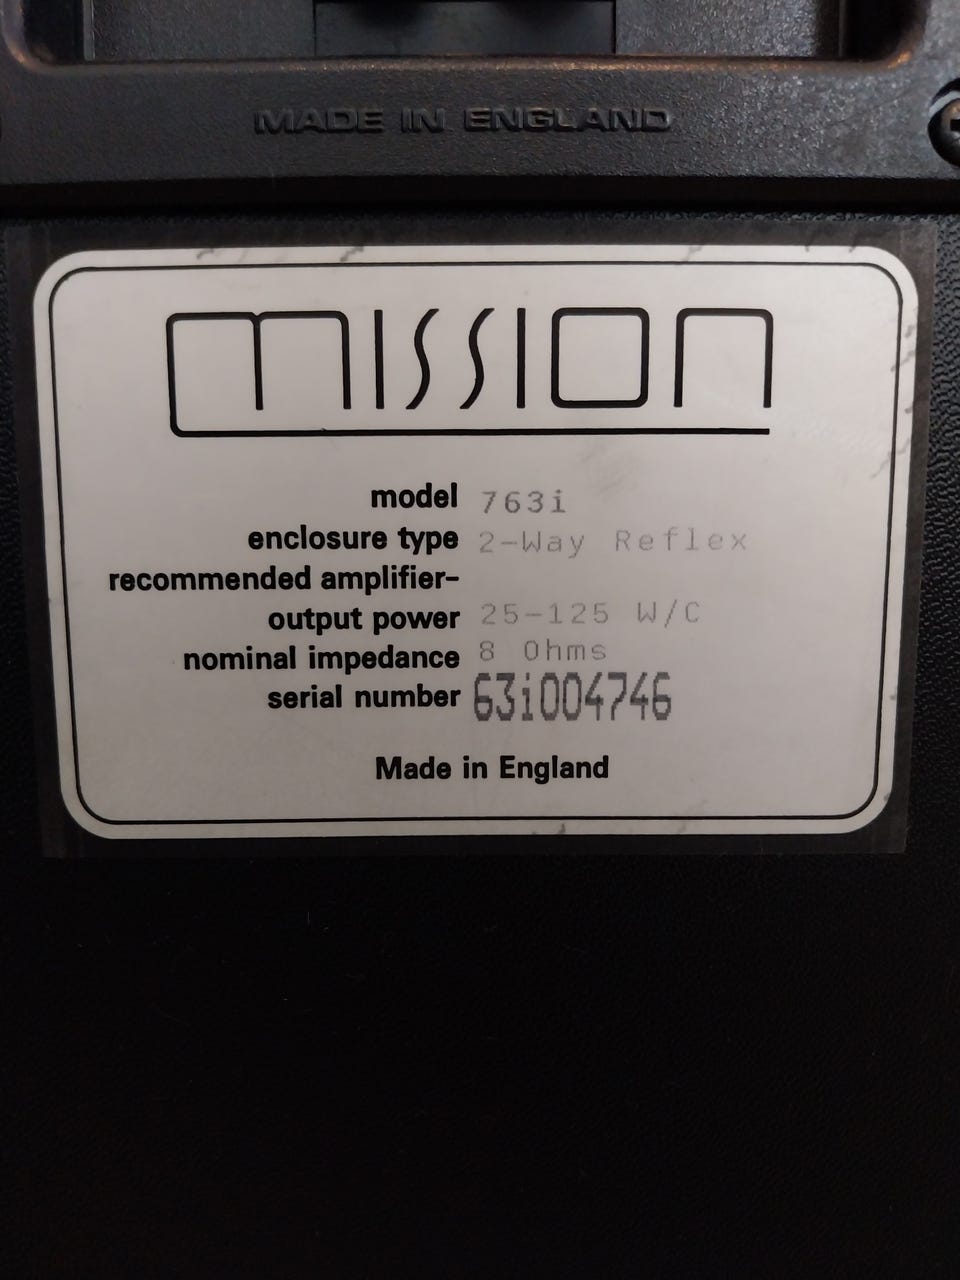 MADE IN ENGLAND
mission
model 763i
enclosure type 2-Way Reflex
recommended amplifier-
output power 25-125 W/C
nominal impedance 8 Ohms
serial number 63i004746
Made in England